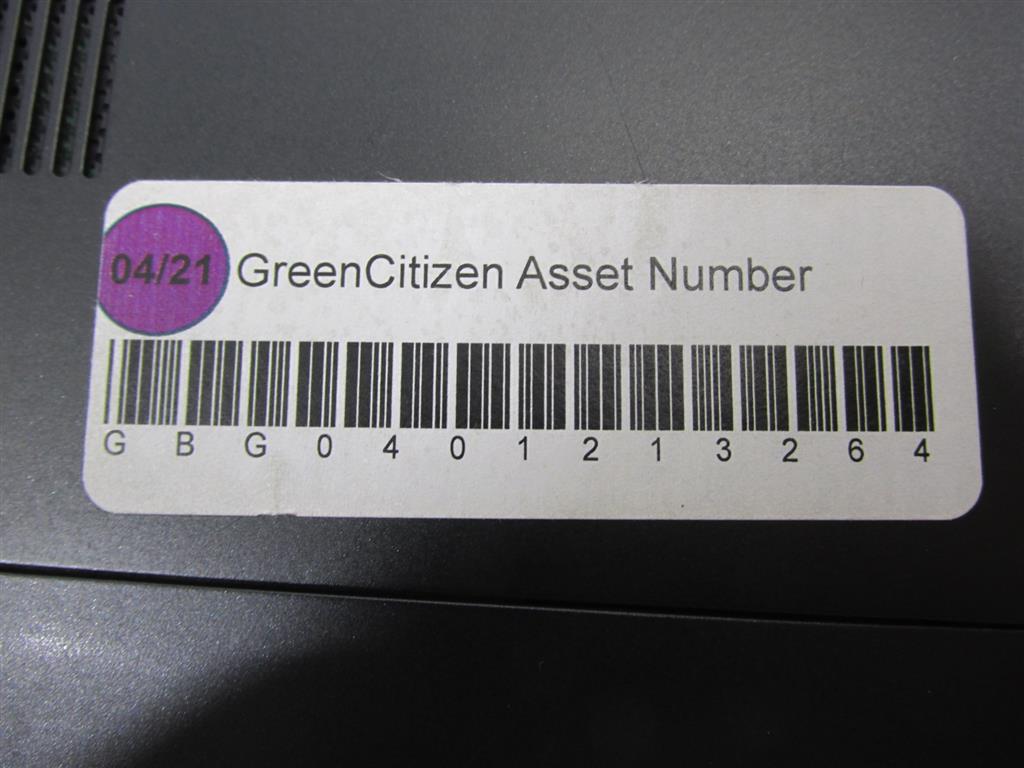 04/21 GreenCitizen Asset Number
G B G 0 4 0 1 2 1 3 2 6 4